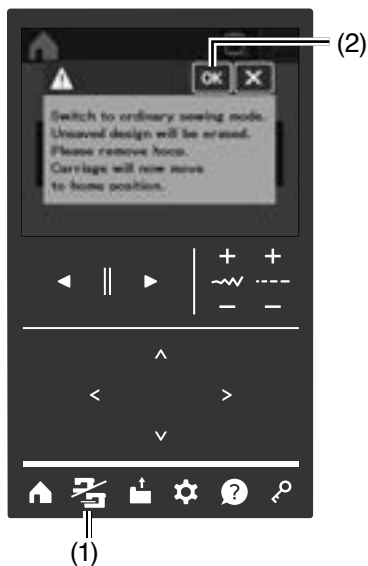 (2)
OK X
Switch to ordinary sewing mode.
Unsaved design will be erased.
Please remove hoop.
Carriage will now move
to home position.
+ +
− −
?
(1)